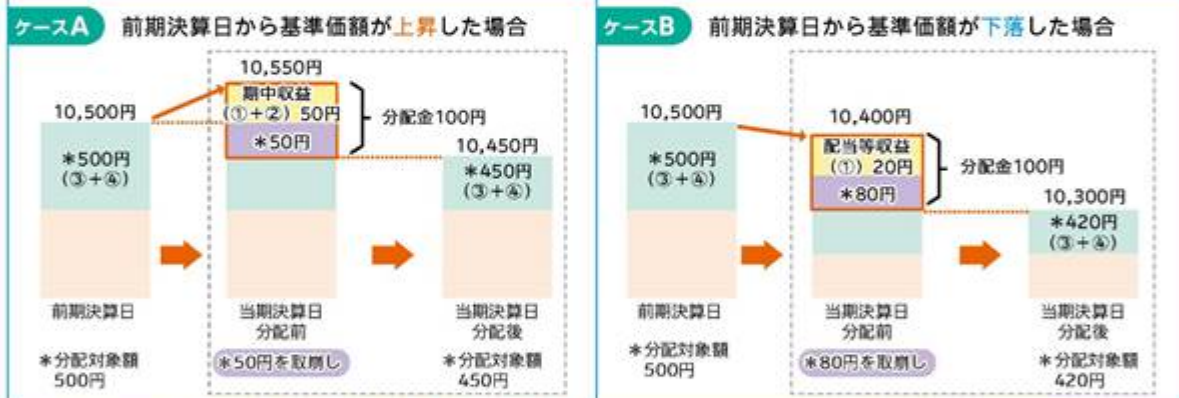 ケースA 前期決算日から基準価額が上昇した場合
10,550円
10,500円
期中収益
(①+②) 50円
分配金100円
*50円
10,450円
*500円
(③+④)
*450円
(③+④)
前期決算日
当期決算日
分配前
当期決算日
分配後
*分配対象額
500円
*50円を取崩し
*分配対象額
450円
ケースB 前期決算日から基準価額が下落した場合
10,500円
10,400円
配当等収益
(①) 20円
分配金100円
*80円
*500円
(③+④)
10,300円
*420円
(③+④)
前期決算日
当期決算日
分配前
当期決算日
分配後
*分配対象額
500円
*80円を取崩し
*分配対象額
420円